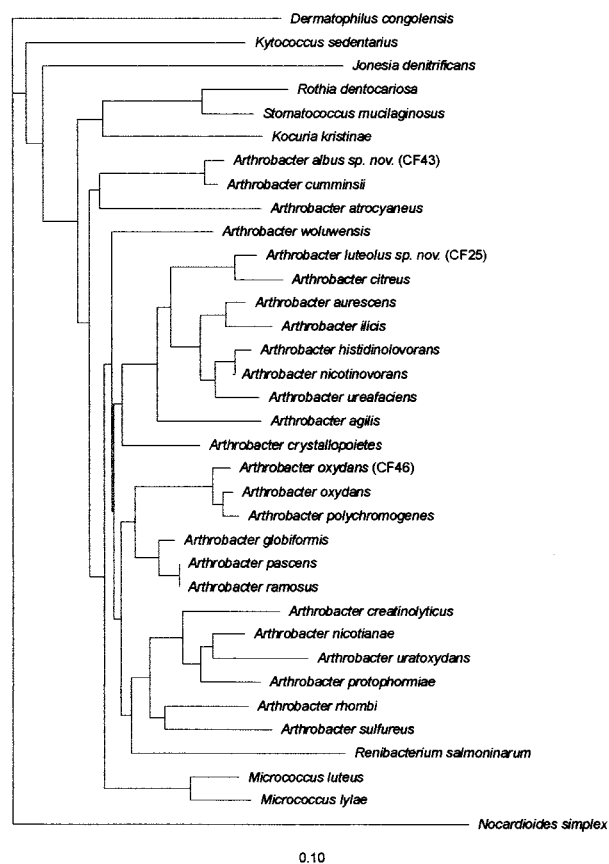 Dermatophilus congolensis
Kytococcus sedentarius
Jonesia denitrificans
Rothia dentocariosa
Stomatococcus mucilaginosus
Kocuria kristinae
Arthrobacter albus sp. nov. (CF43)
Arthrobacter cumminsii
Arthrobacter atrocyaneus
Arthrobacter woluwensis
Arthrobacter luteolus sp. nov. (CF25)
Arthrobacter citreus
Arthrobacter aurescens
Arthrobacter ilicis
Arthrobacter histidinolovorans
Arthrobacter nicotinovorans
Arthrobacter ureafaciens
Arthrobacter agilis
Arthrobacter crystallopoietes
Arthrobacter oxydans (CF46)
Arthrobacter oxydans
Arthrobacter polychromogenes
Arthrobacter globiformis
Arthrobacter pascens
Arthrobacter ramosus
Arthrobacter creatinolyticus
Arthrobacter nicotianae
Arthrobacter uratoxydans
Arthrobacter protophormiae
Arthrobacter rhombi
Arthrobacter sulfureus
Renibacterium salmoninarum
Micrococcus luteus
Micrococcus lylae
Nocardioides simplex
0.10